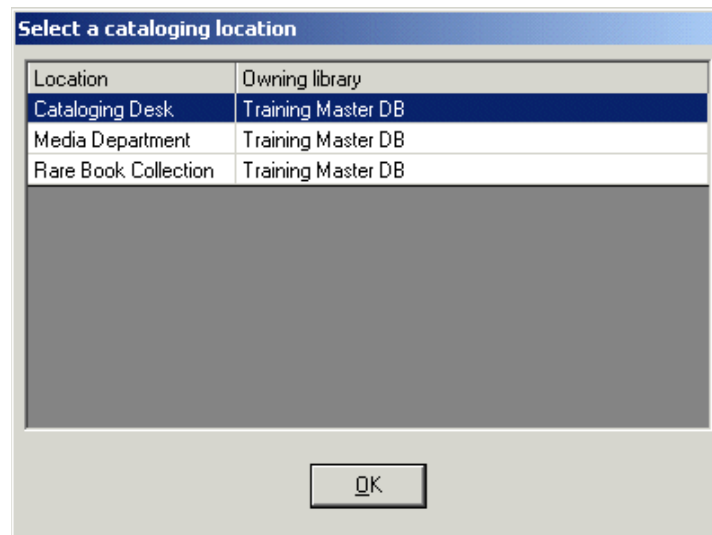 Select a cataloging location
Location Owning library
Cataloging Desk Training Master DB
Media Department Training Master DB
Rare Book Collection Training Master DB
OK